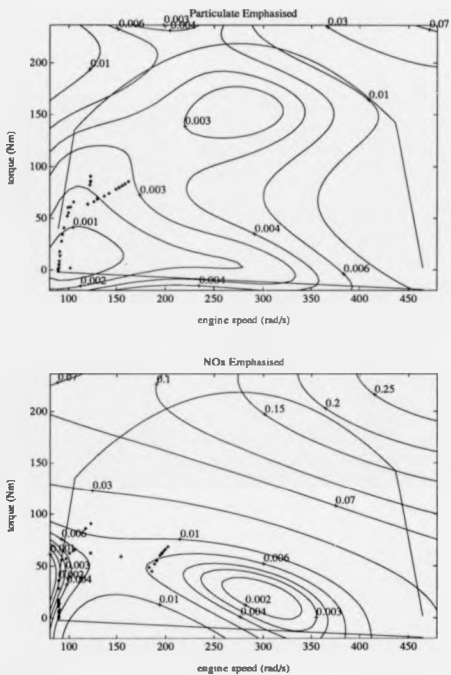 Particulate Emphasised
0.006 0.003 0.004 0.03 0.07
200
0.01 0.01
150
0.003
100
0.003
50
0.001 0.004
0.006
0
0.002 0.004
100 150 200 250 300 350 400 450
torque (Nm)
engine speed (rad/s)
NOx Emphasised
0.07 0.1 0.25
200
0.15 0.2
150
0.03
0.07
100
0.006 0.01
50
0.003 0.006
0.004
0.01 0.002
0
0.004 0.003
100 150 200 250 300 350 400 450
torque (Nm)
engine speed (rad/s)